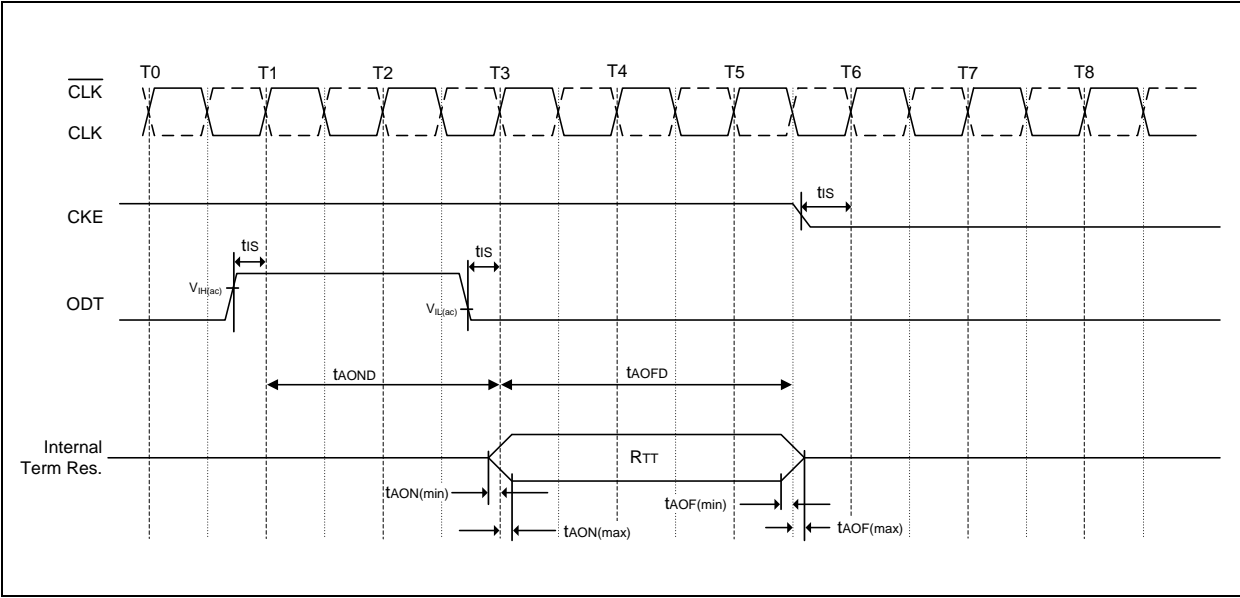 T0 T1 T2 T3 T4 T5 T6 T7 T8
CLK
CLK
tIS
CKE
tIS
tIS
VIH(ac)
ODT
VIL(ac)
tAOND
tAOFD
Internal
Term Res.
RTT
tAON(min)
tAOF(min)
tAON(max)
tAOF(max)